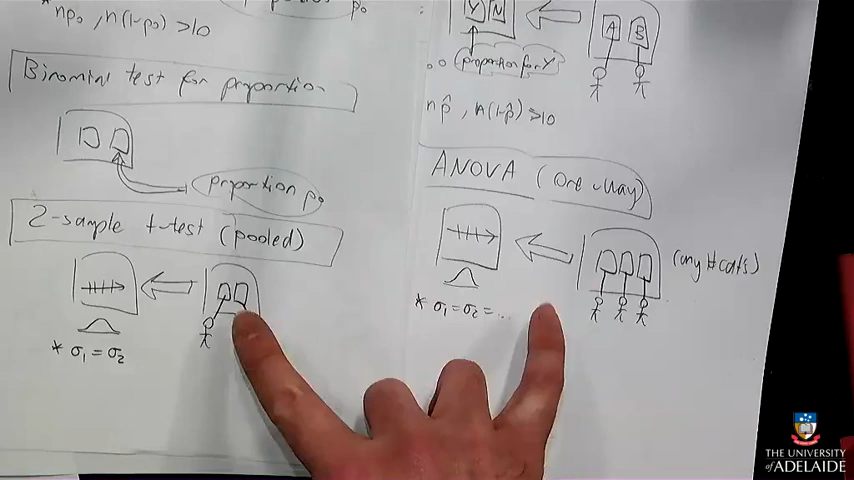 * np₀, n(1-p₀) >10
p₀
Binomial test for proportion
proportion p₀
2-sample t-test (pooled)
* σ₁ = σ₂
Y N
A B
proportion for Y
np̂, n(1-p̂) ≥10
ANOVA (One-Way)
(any # cats)
* σ₁=σ₂=...
THE UNIVERSITY
of ADELAIDE